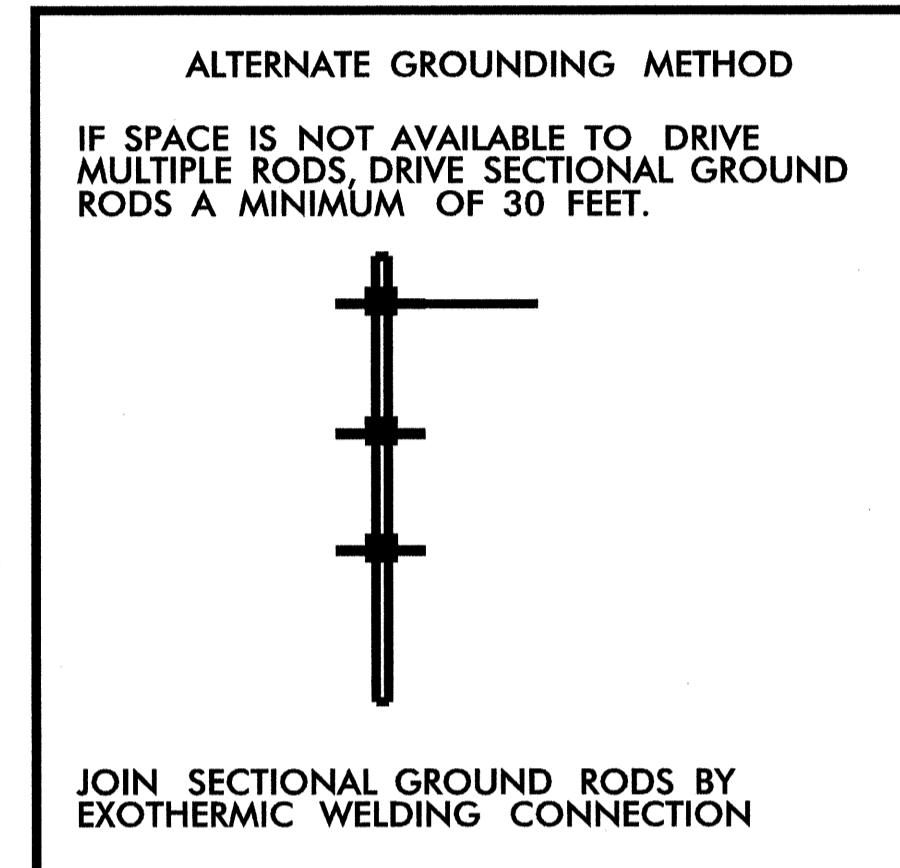 ALTERNATE GROUNDING METHOD
IF SPACE IS NOT AVAILABLE TO DRIVE
MULTIPLE RODS, DRIVE SECTIONAL GROUND
RODS A MINIMUM OF 30 FEET.
JOIN SECTIONAL GROUND RODS BY
EXOTHERMIC WELDING CONNECTION